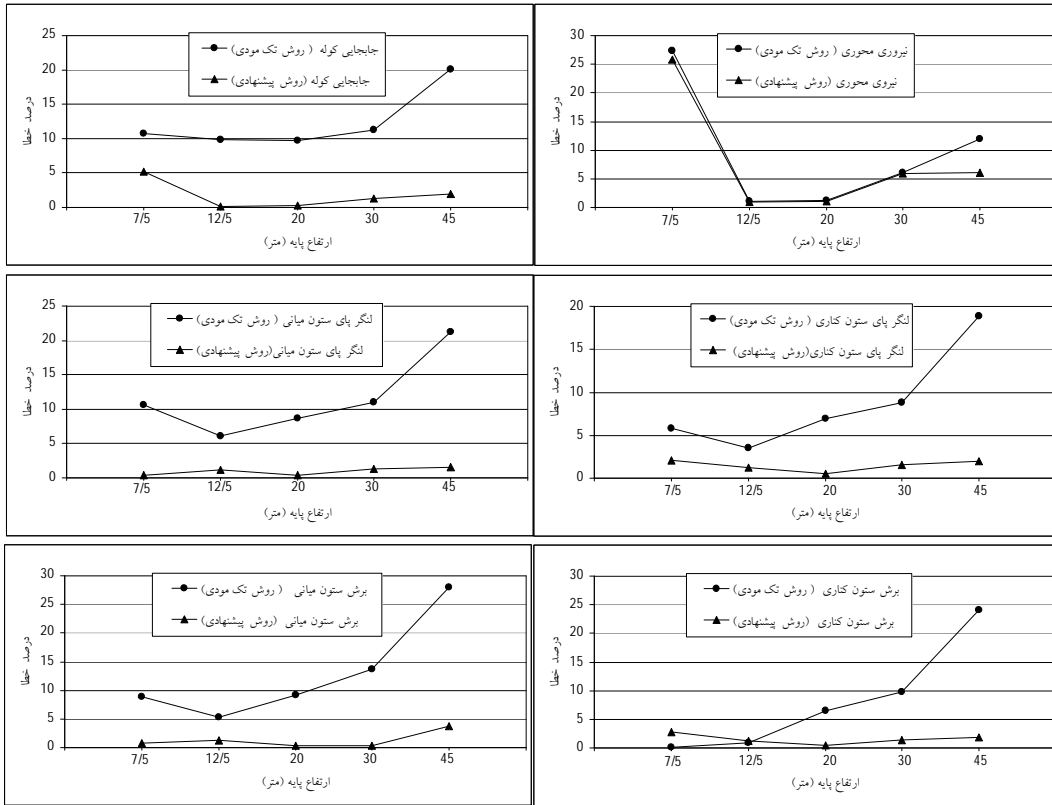 جابجایی کوله ( روش تک مودی)
جابجایی کوله (روش پیشنهادی)
درصد خطا
25
20
15
10
5
0
7/5 12/5 20 30 45
ارتفاع پایه (متر)
نیروری محوری ( روش تک مودی)
نیروی محوری (روش پیشنهادی)
درصد خطا
30
25
20
15
10
5
0
7/5 12/5 20 30 45
ارتفاع پایه (متر)
لنگر پای ستون میانی ( روش تک مودی)
لنگر پای ستون میانی(روش پیشنهادی)
درصد خطا
25
20
15
10
5
0
7/5 12/5 20 30 45
ارتفاع پایه (متر)
لنگر پای ستون کناری ( روش تک مودی)
لنگر پای ستون کناری(روش پیشنهادی)
درصد خطا
20
15
10
5
0
7/5 12/5 20 30 45
ارتفاع پایه (متر)
برش ستون میانی ( روش تک مودی)
برش ستون میانی (روش پیشنهادی)
درصد خطا
30
25
20
15
10
5
0
7/5 12/5 20 30 45
ارتفاع پایه (متر)
برش ستون کناری ( روش تک مودی)
برش ستون کناری (روش پیشنهادی)
درصد خطا
30
25
20
15
10
5
0
7/5 12/5 20 30 45
ارتفاع پایه (متر)